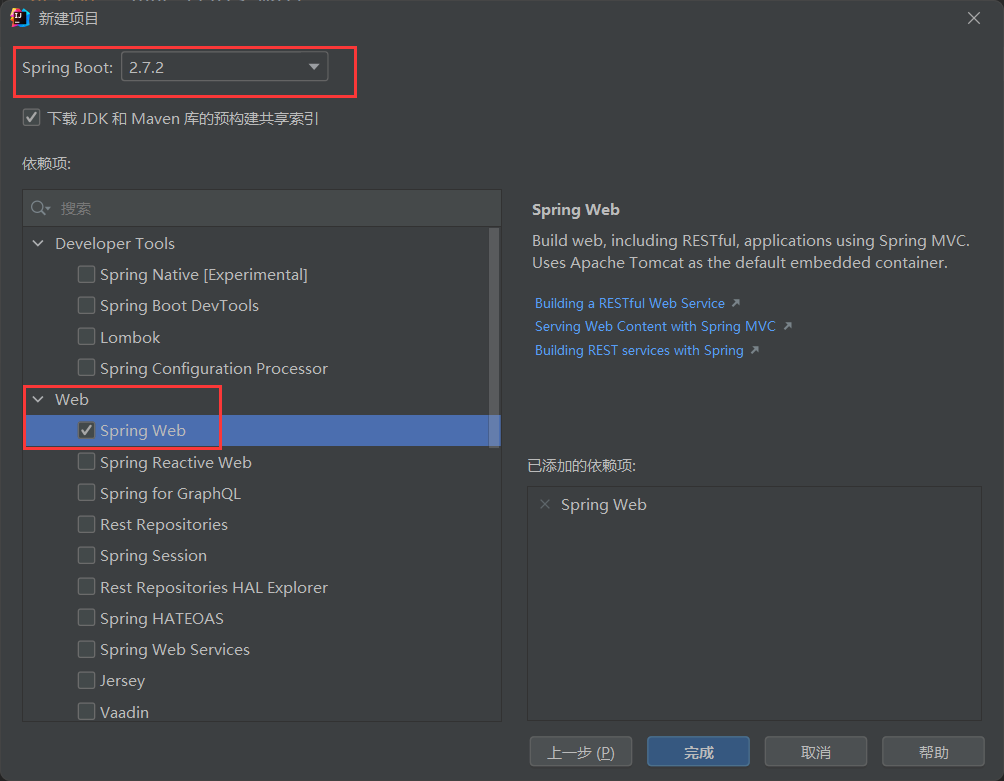 新建项目
Spring Boot: 2.7.2
下载 JDK 和 Maven 库的预构建共享索引
依赖项:
搜索
Developer Tools
Spring Native [Experimental]
Spring Boot DevTools
Lombok
Spring Configuration Processor
Web
Spring Web
Spring Reactive Web
Spring for GraphQL
Rest Repositories
Spring Session
Rest Repositories HAL Explorer
Spring HATEOAS
Spring Web Services
Jersey
Vaadin
Spring Web
Build web, including RESTful, applications using Spring MVC.
Uses Apache Tomcat as the default embedded container.
Building a RESTful Web Service
Serving Web Content with Spring MVC
Building REST services with Spring
已添加的依赖项:
Spring Web
上一步 (P) 完成 取消 帮助